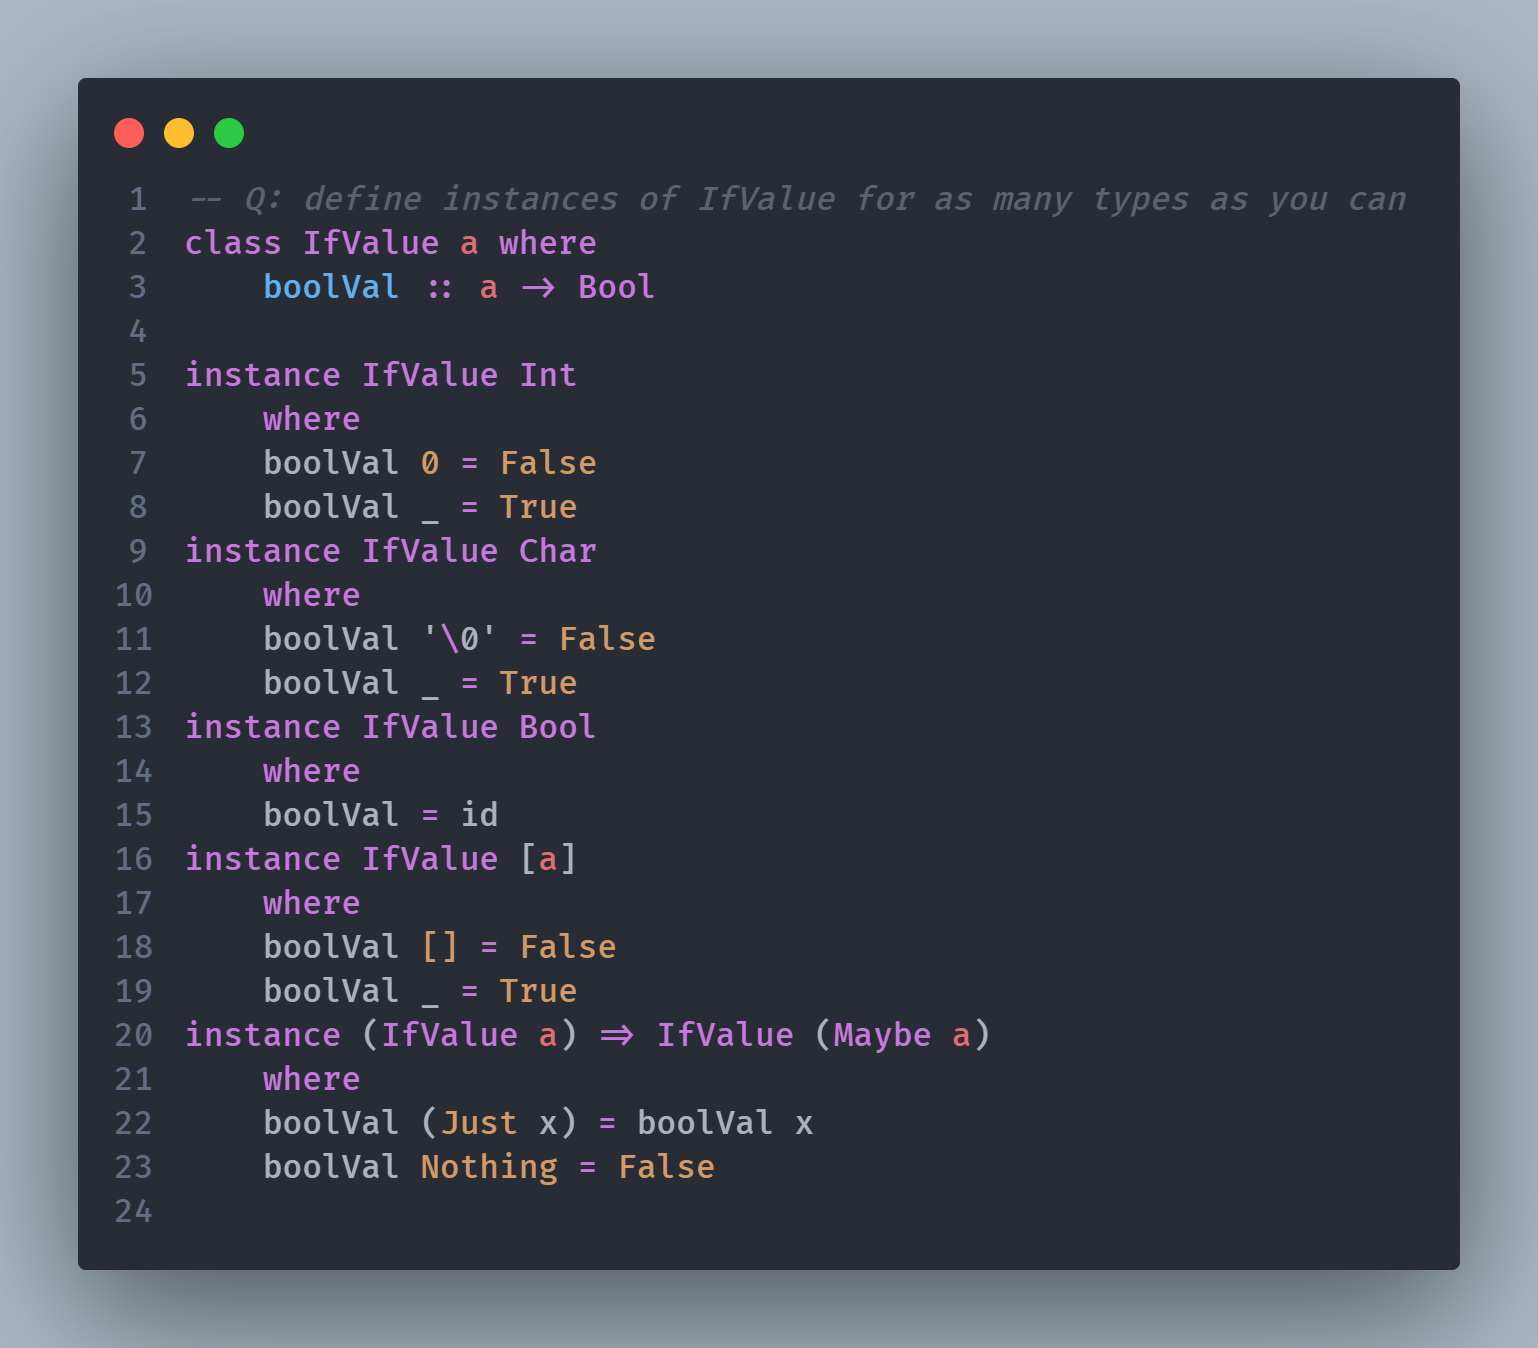 1 -- Q: define instances of IfValue for as many types as you can
2 class IfValue a where
3     boolVal :: a -> Bool
4
5 instance IfValue Int
6     where
7     boolVal 0 = False
8     boolVal _ = True
9 instance IfValue Char
10     where
11     boolVal '\0' = False
12     boolVal _ = True
13 instance IfValue Bool
14     where
15     boolVal = id
16 instance IfValue [a]
17     where
18     boolVal [] = False
19     boolVal _ = True
20 instance (IfValue a) => IfValue (Maybe a)
21     where
22     boolVal (Just x) = boolVal x
23     boolVal Nothing = False
24